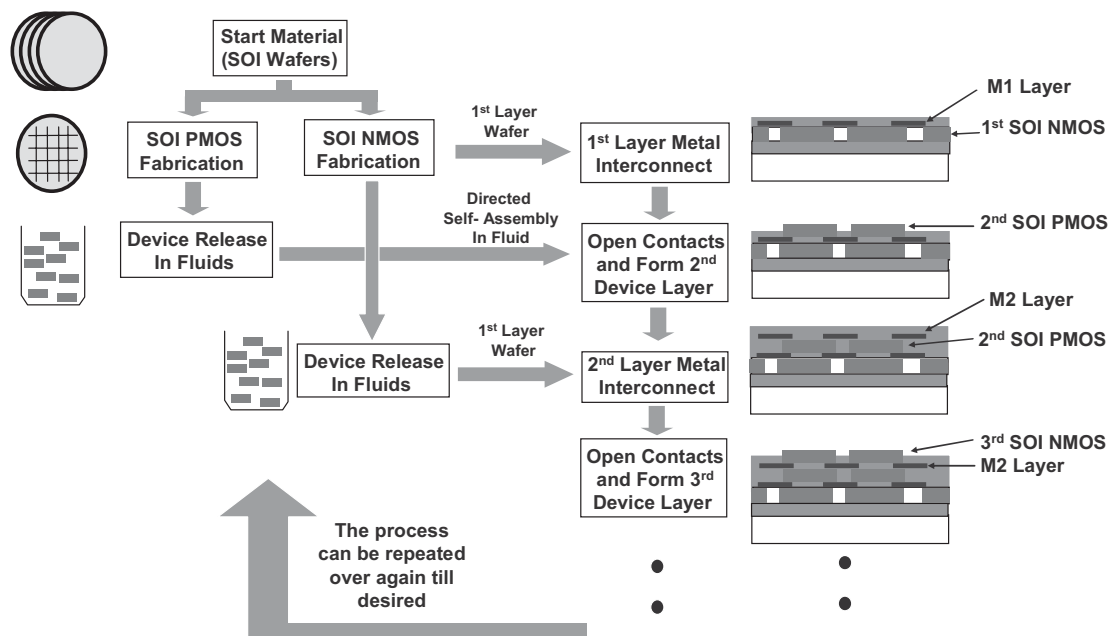 Start Material
(SOI Wafers)
SOI PMOS
Fabrication
SOI NMOS
Fabrication
1st Layer
Wafer
1st Layer Metal
Interconnect
M1 Layer
1st SOI NMOS
Device Release
In Fluids
Directed
Self- Assembly
In Fluid
Open Contacts
and Form 2nd
Device Layer
2nd SOI PMOS
Device Release
In Fluids
1st Layer
Wafer
2nd Layer Metal
Interconnect
M2 Layer
2nd SOI PMOS
Open Contacts
and Form 3rd
Device Layer
3rd SOI NMOS
M2 Layer
The process
can be repeated
over again till
desired